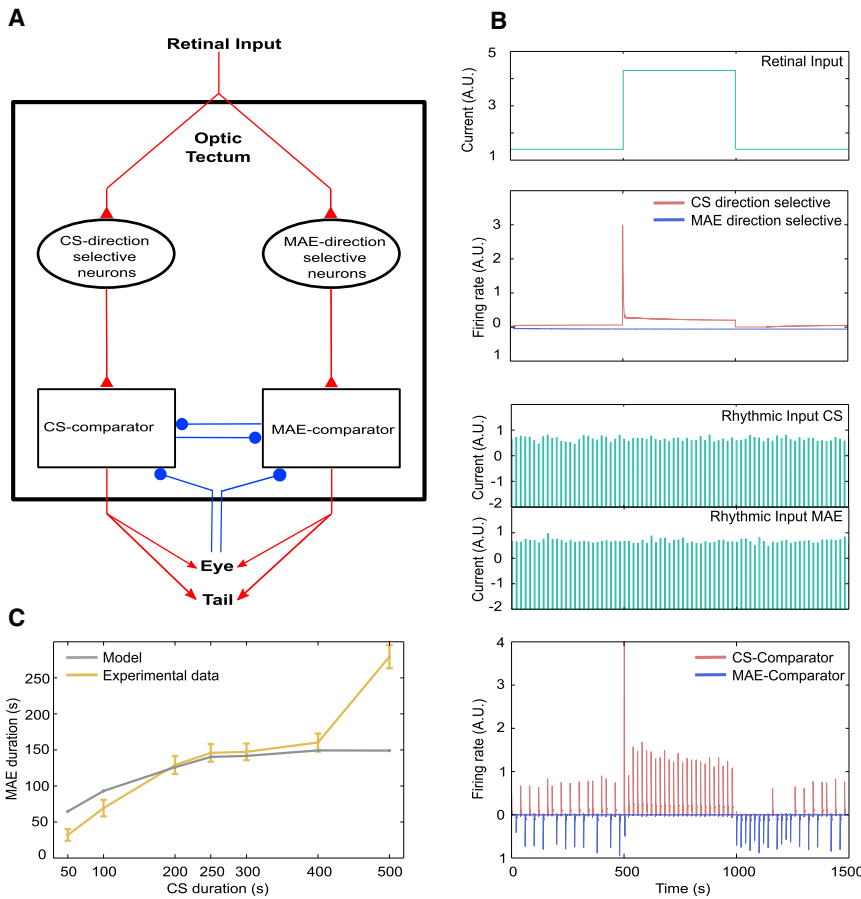 A
Retinal Input
Optic
Tectum
CS-direction
selective
neurons
MAE-direction
selective
neurons
CS-comparator
MAE-comparator
Eye
Tail
B
Retinal Input
Current (A.U.)
5
3
1
CS direction selective
MAE direction selective
Firing rate (A.U.)
4
3
2
1
0
1
Rhythmic Input CS
Current (A.U.)
1
0
-1
-2
Rhythmic Input MAE
Current (A.U.)
1
0
-1
-2
CS-Comparator
MAE-Comparator
Firing rate (A.U.)
4
3
2
1
0
1
0 500 1000 1500
Time (s)
C
Model
Experimental data
MAE duration (s)
250
200
150
100
50
0
50 100 200 250 300 400 500
CS duration (s)